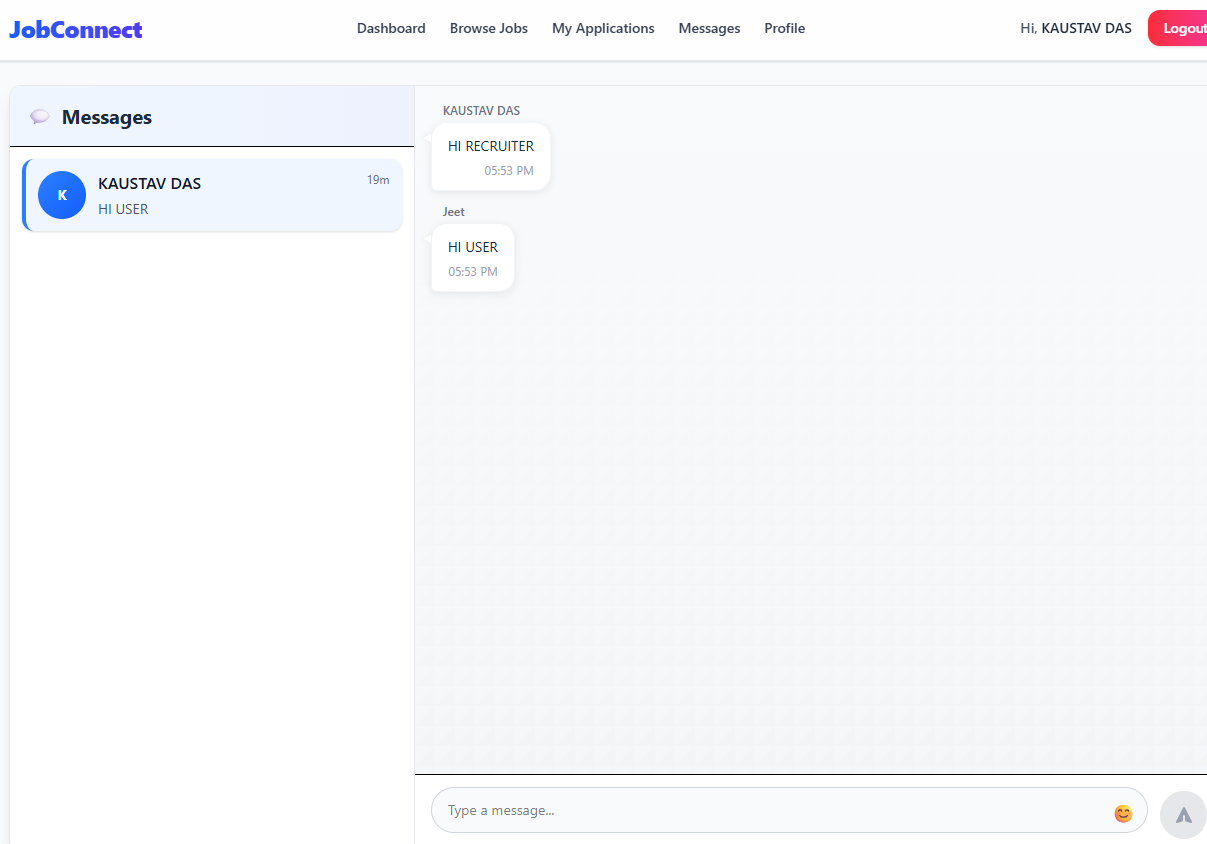 JobConnect
Dashboard
Browse Jobs
My Applications
Messages
Profile
Hi, KAUSTAV DAS
Logout
Messages
K
KAUSTAV DAS
19m
HI USER
KAUSTAV DAS
HI RECRUITER
05:53 PM
Jeet
HI USER
05:53 PM
Type a message...